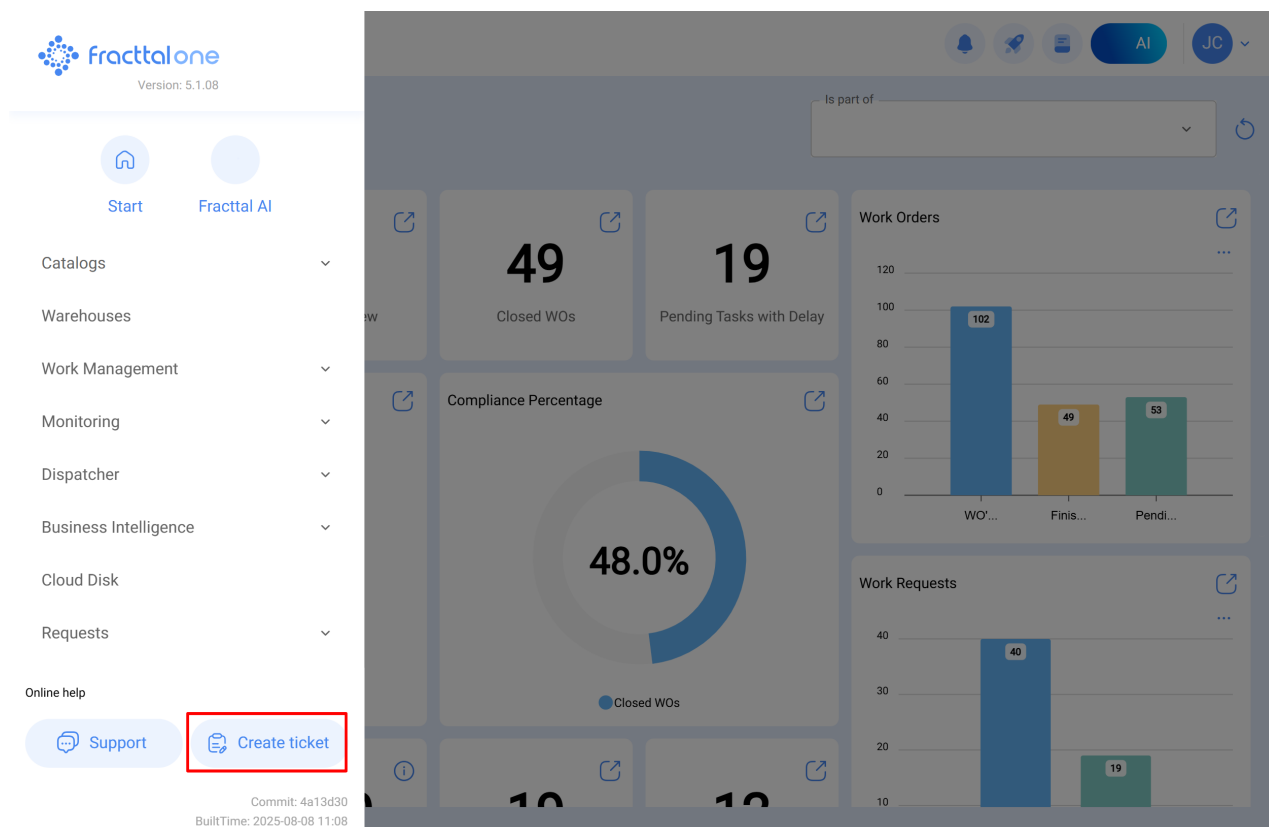 fracttal one
Version: 5.1.08
Start
Fracttal AI
Catalogs
Warehouses
Work Management
Monitoring
Dispatcher
Business Intelligence
Cloud Disk
Requests
Online help
Support
Create ticket
Commit: 4a13d30
BuiltTime: 2025-08-08 11:08
AI
JC
Is part of
ew
49
Closed WOs
19
Pending Tasks with Delay
Work Orders
120
100
80
60
40
20
0
102
49
53
WO'...
Finis...
Pendi...
Compliance Percentage
48.0%
Closed WOs
Work Requests
40
30
20
10
40
19